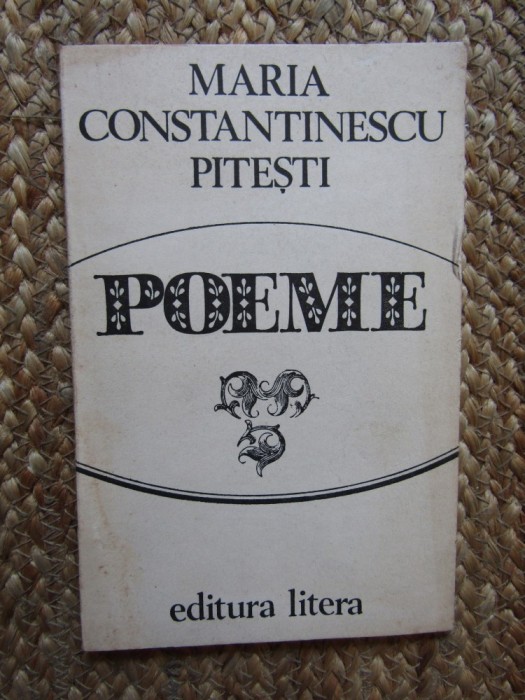 MARIA
CONSTANTINESCU
PITEȘTI
POEME
editura litera